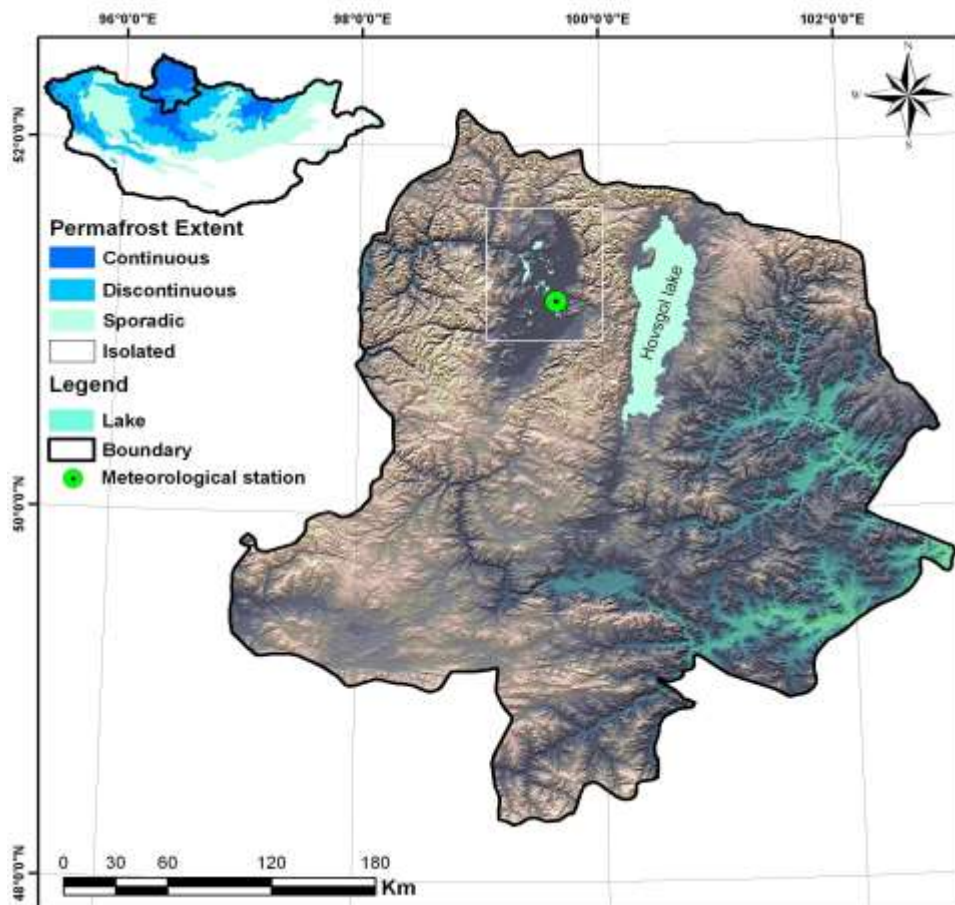 96°0'0"E 98°0'0"E 100°0'0"E 102°0'0"E
N
W
S
52°0'0"N
Permafrost Extent
Continuous
Discontinuous
Sporadic
Isolated
Legend
Lake
Boundary
Meteorological station
Hovsgol lake
50°0'0"N
48°0'0"N
0 30 60 120 180
Km